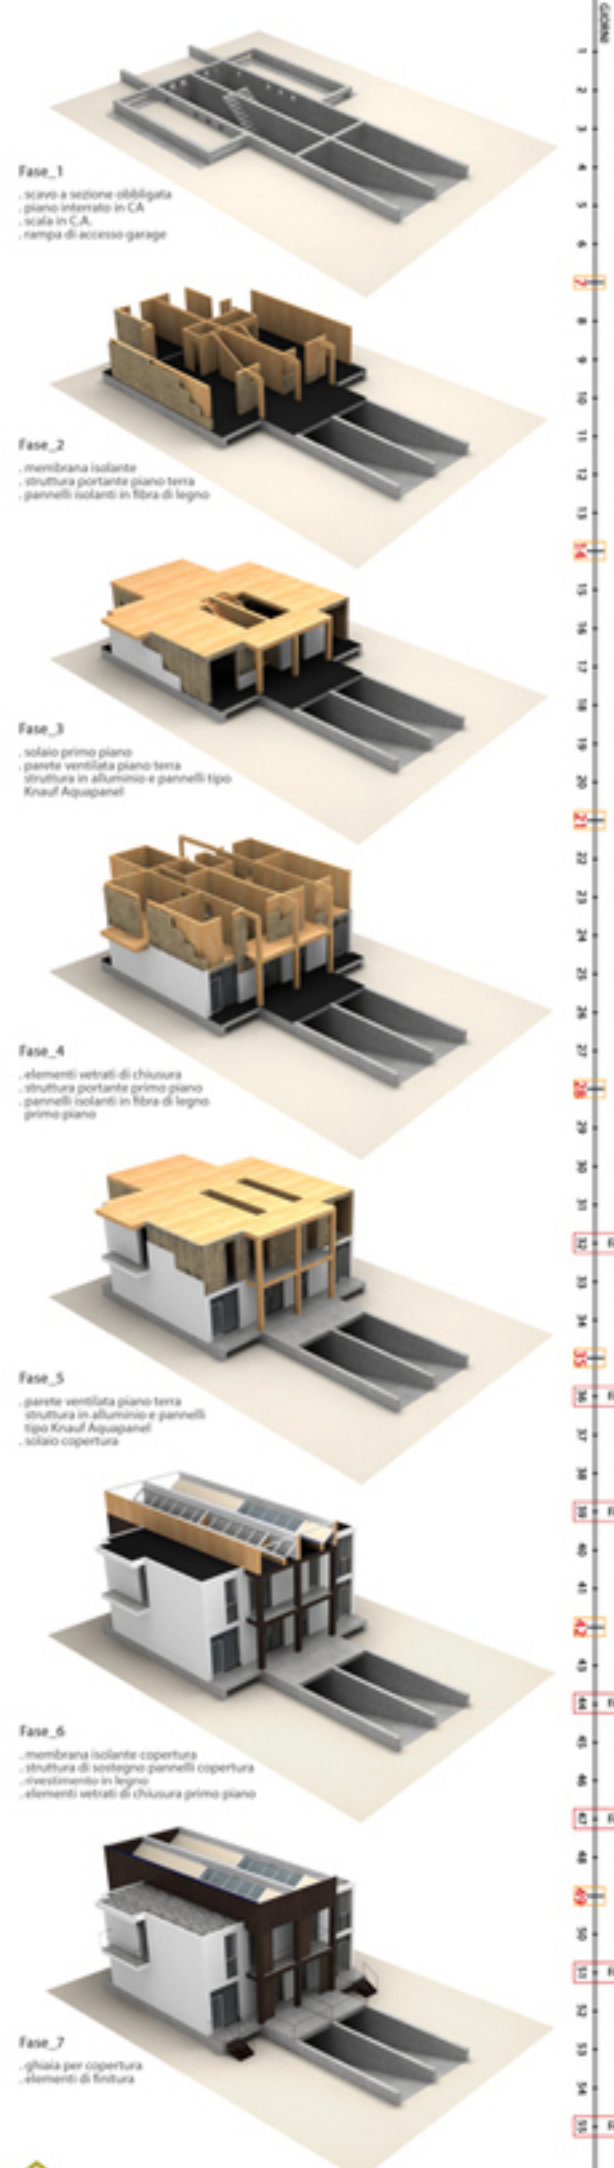 GIORNI
1
2
3
4
5
6
7
8
9
10
11
12
13
14
15
16
17
18
19
20
21
22
23
24
25
26
27
28
29
30
31
32
33
34
35
36
37
38
39
40
41
42
43
44
45
46
47
48
49
50
51
52
53
54
55
Fase_1
. scavo a sezione obbligata
. piano interrato in CA
. scala in C.A.
. rampa di accesso garage
Fase_2
. membrana isolante
. struttura portante piano terra
. pannelli isolanti in fibra di legno
Fase_3
. solaio primo piano
. parete ventilata piano terra
struttura in alluminio e pannelli tipo
Knauf Aquapanel
Fase_4
. elementi vetrati di chiusura
. struttura portante primo piano
. pannelli isolanti in fibra di legno
primo piano
Fase_5
. parete ventilata piano terra
struttura in alluminio e pannelli
tipo Knauf Aquapanel
. solaio copertura
Fase_6
. membrana isolante copertura
. struttura di sostegno pannelli copertura
. rivestimento in legno
. elementi vetrati di chiusura primo piano
Fase_7
. ghiaia per copertura
. elementi di finitura